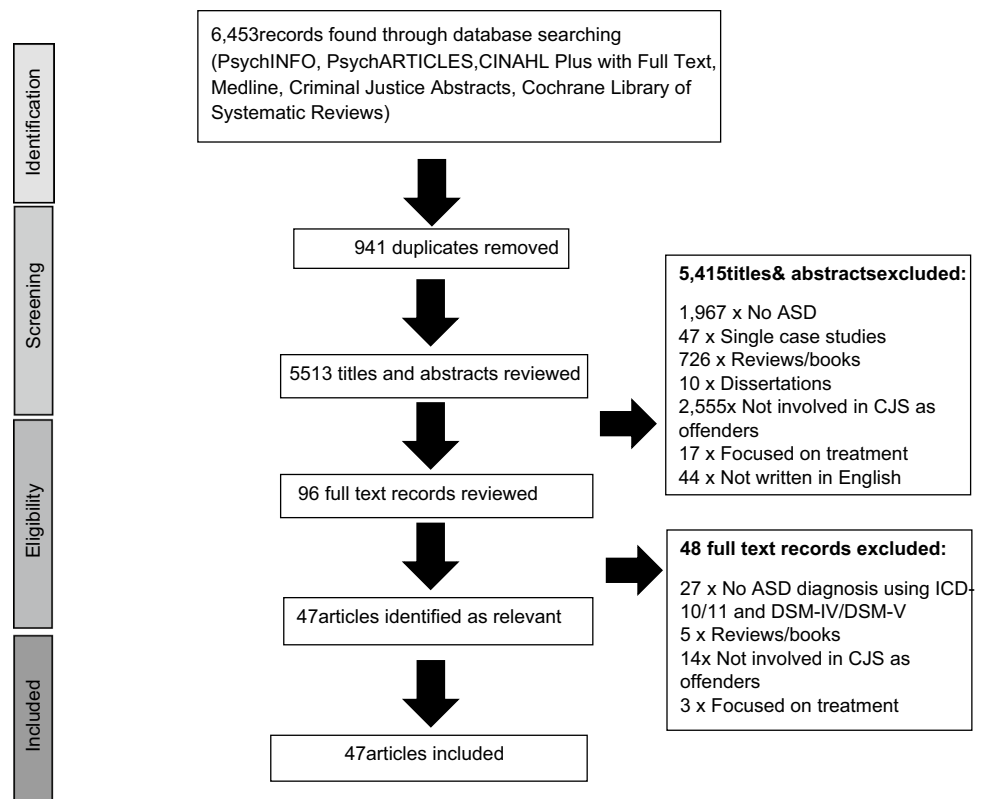 6,453records found through database searching
(PsychINFO, PsychARTICLES,CINAHL Plus with Full Text,
Medline, Criminal Justice Abstracts, Cochrane Library of
Systematic Reviews)
Identification
941 duplicates removed
Screening
5513 titles and abstracts reviewed
5,415titles& abstractsexcluded:
1,967 x No ASD
47 x Single case studies
726 x Reviews/books
10 x Dissertations
2,555x Not involved in CJS as
offenders
17 x Focused on treatment
44 x Not written in English
Eligibility
96 full text records reviewed
48 full text records excluded:
27 x No ASD diagnosis using ICD-
10/11 and DSM-IV/DSM-V
5 x Reviews/books
14x Not involved in CJS as
offenders
3 x Focused on treatment
47articles identified as relevant
Included
47articles included